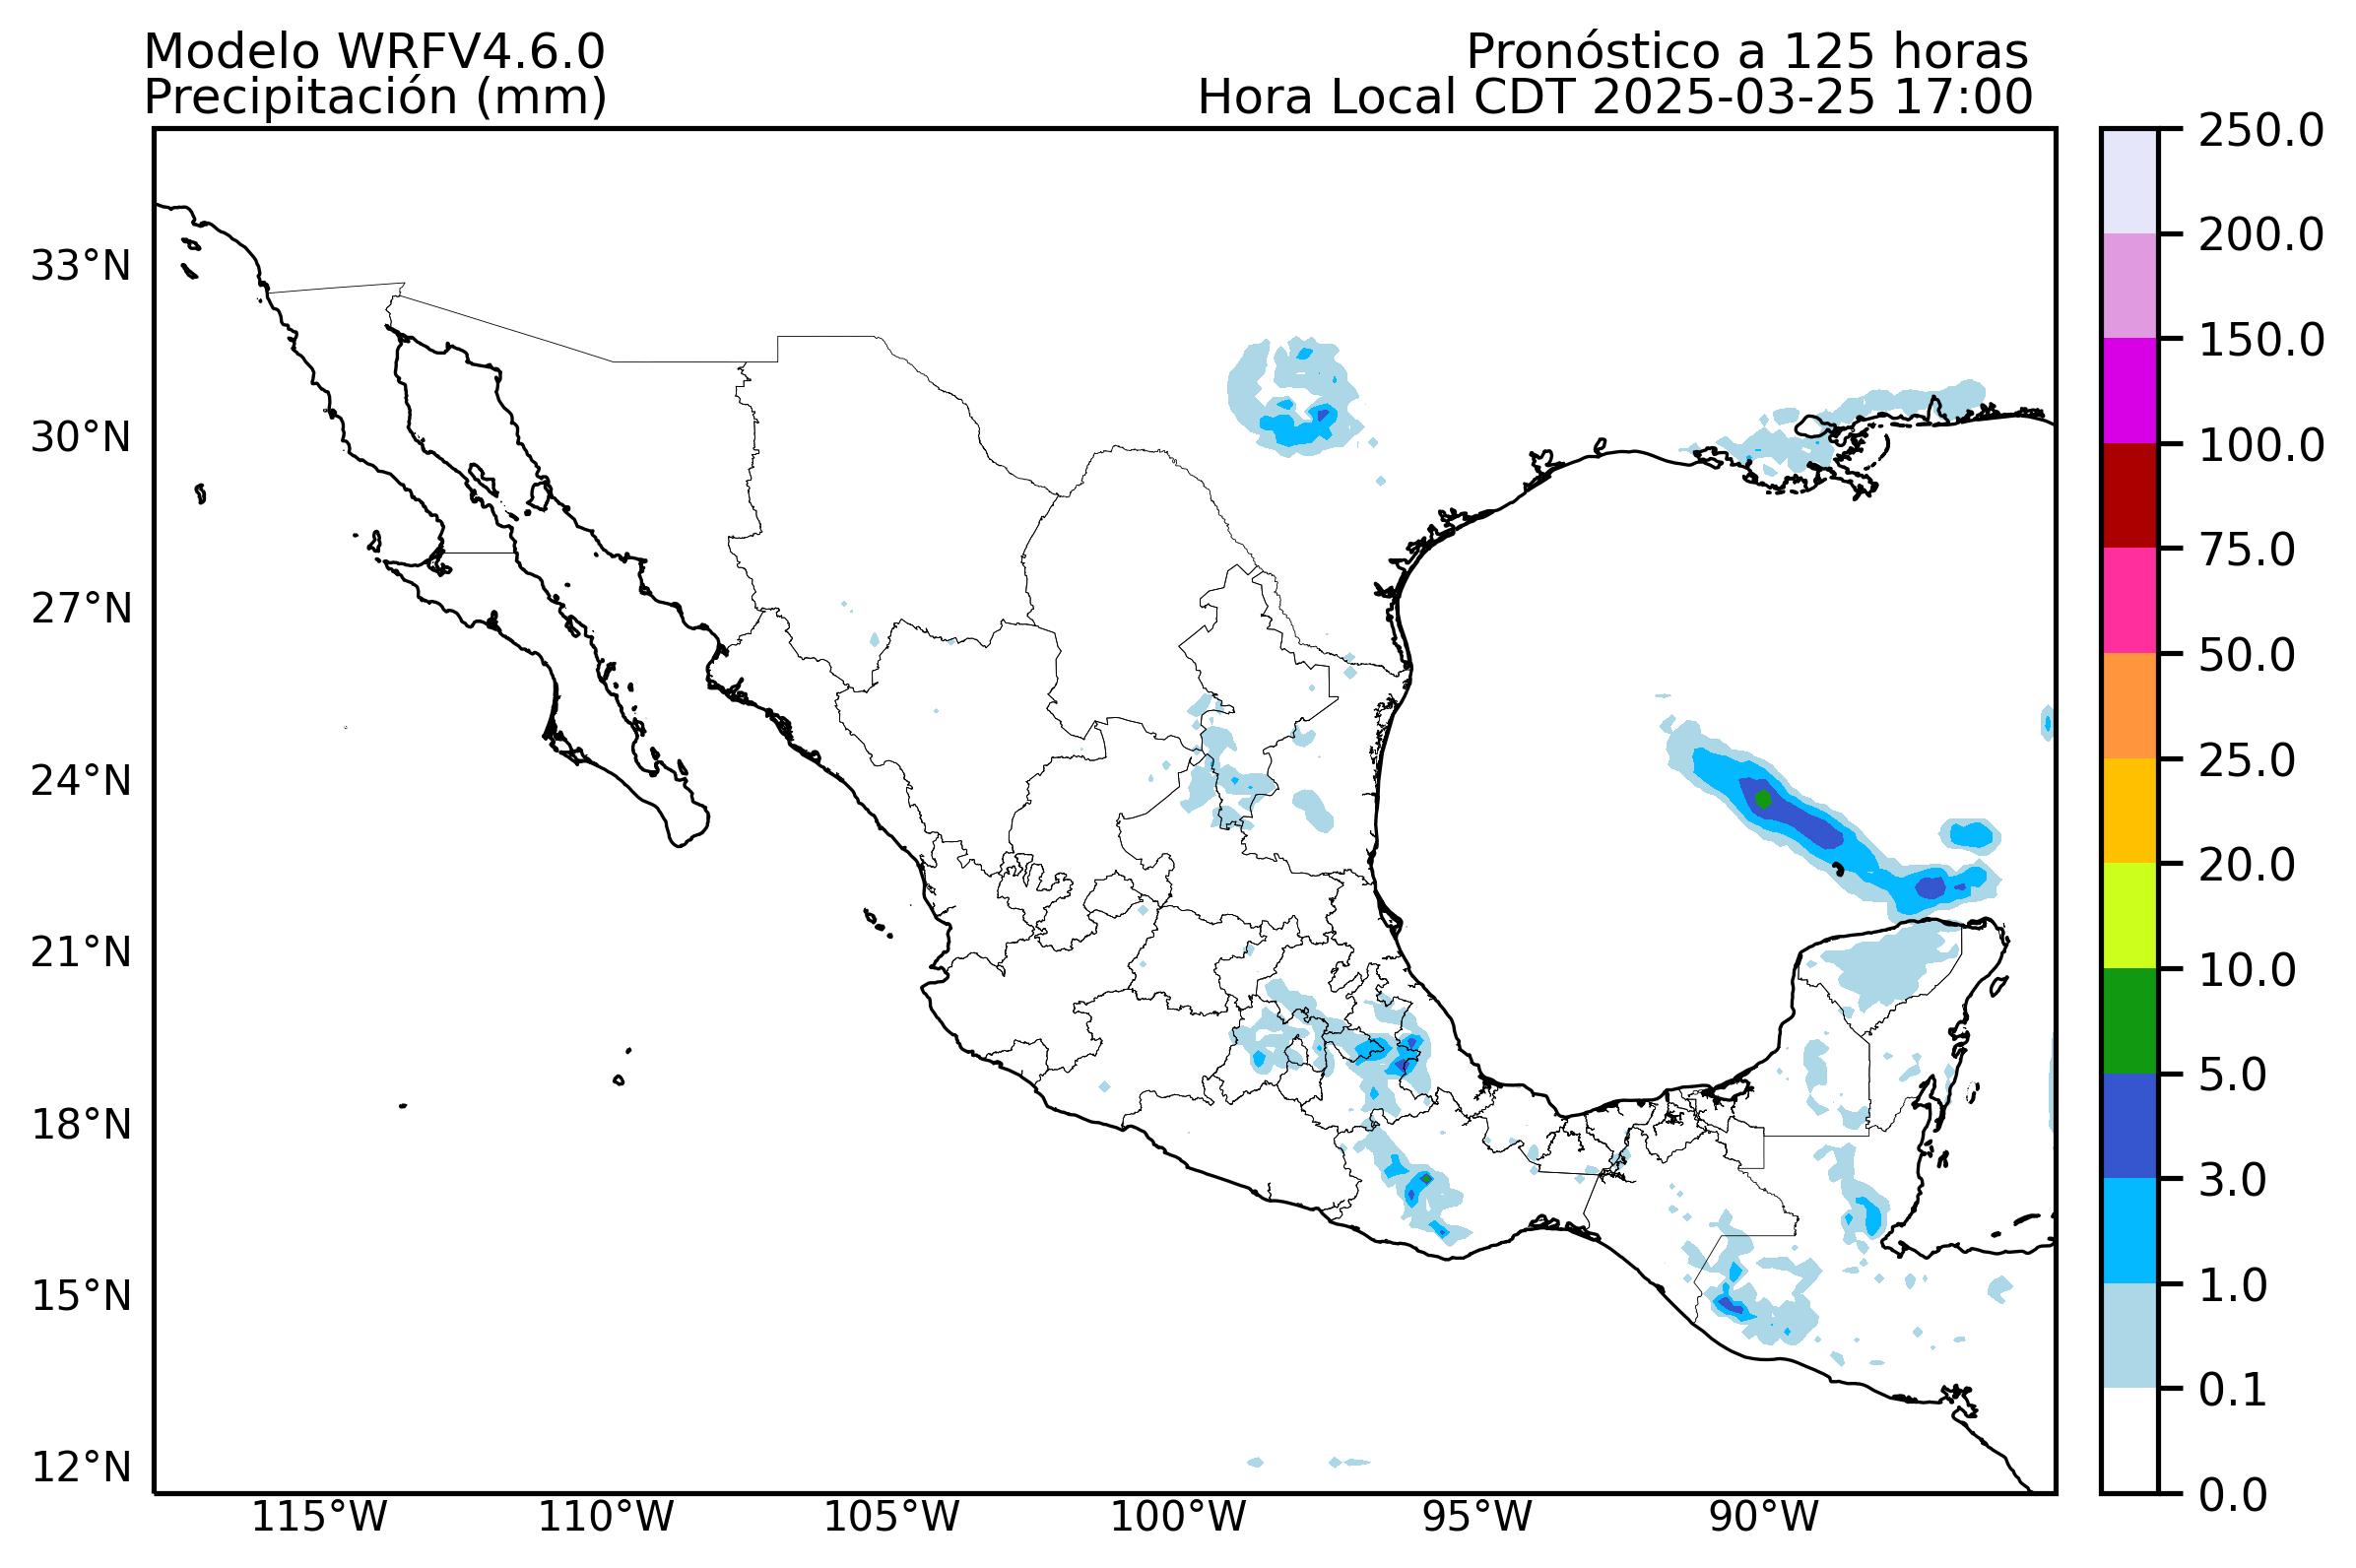 Modelo WRFV4.6.0
Precipitación (mm)
Pronóstico a 125 horas
Hora Local CDT 2025-03-25 17:00
33°N
30°N
27°N
24°N
21°N
18°N
15°N
12°N
115°W
110°W
105°W
100°W
95°W
90°W
250.0
200.0
150.0
100.0
75.0
50.0
25.0
20.0
10.0
5.0
3.0
1.0
0.1
0.0